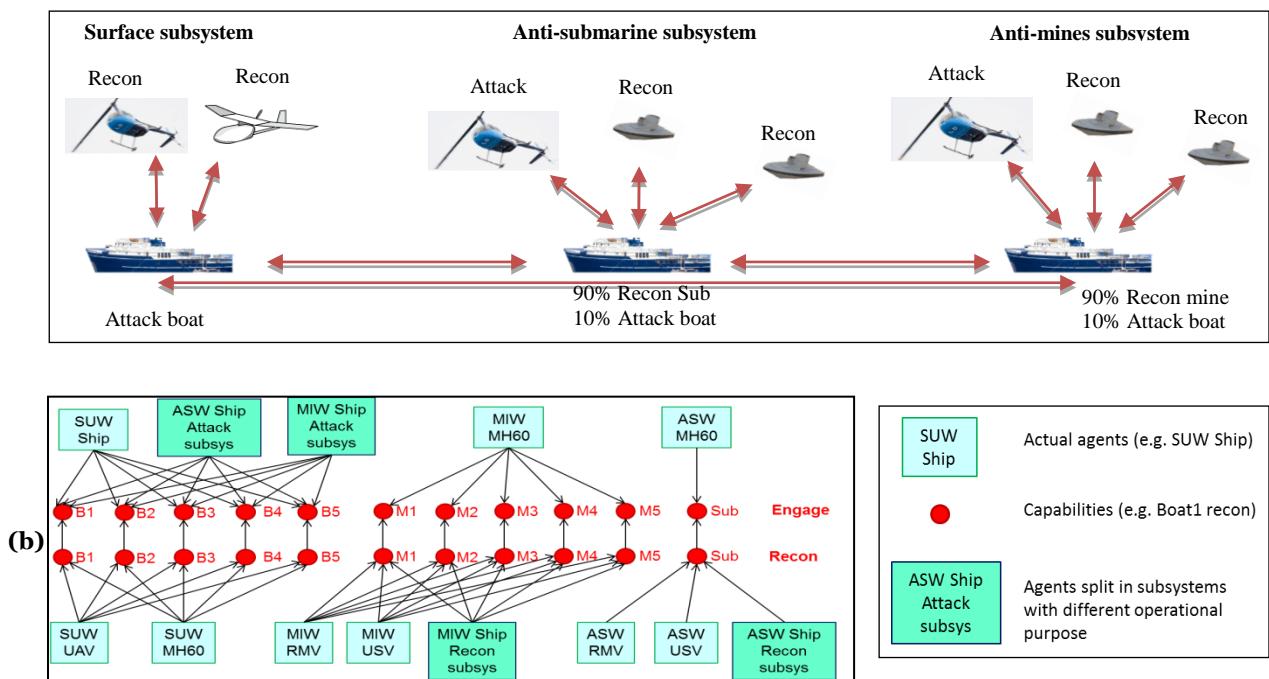 Surface subsystem
Anti-submarine subsystem
Anti-mines subsystem
Recon
Recon
Attack
Recon
Recon
Attack
Recon
Recon
Attack boat
90% Recon Sub
10% Attack boat
90% Recon mine
10% Attack boat
(b)
SUW
Ship
ASW Ship
Attack
subsys
MIW Ship
Attack
subsys
MIW
MH60
ASW
MH60
B1 B2 B3 B4 B5 M1 M2 M3 M4 M5 Sub Engage
B1 B2 B3 B4 B5 M1 M2 M3 M4 M5 Sub Recon
SUW
UAV
SUW
MH60
MIW
RMV
MIW
USV
MIW Ship
Recon
subsys
ASW
RMV
ASW
USV
ASW Ship
Recon
subsys
SUW
Ship
Actual agents (e.g. SUW Ship)
Capabilities (e.g. Boat1 recon)
ASW Ship
Attack
subsys
Agents split in subsystems
with different operational
purpose